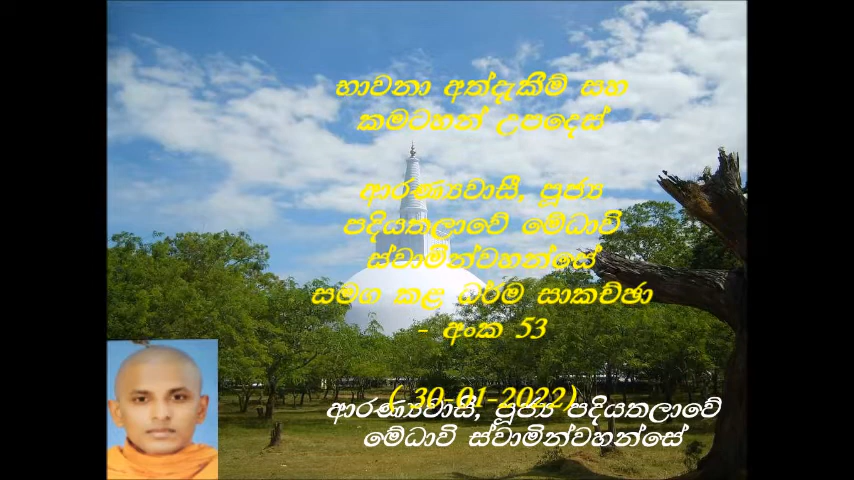 භාවනා අත්දැකීම් සහ
කමටහන් උපදෙස්
ආරණ්‍යවාසී, පූජ්‍ය
පදියතලාවේ මේධාවී
ස්වාමීන්වහන්සේ
සමග කළ ධර්ම සාකච්ඡා
- අංක 53
( 30-01-2022)
ආරණ්‍යවාසී, පූජ්‍ය පදියතලාවේ
මේධාවි ස්වාමින්වහන්සේ